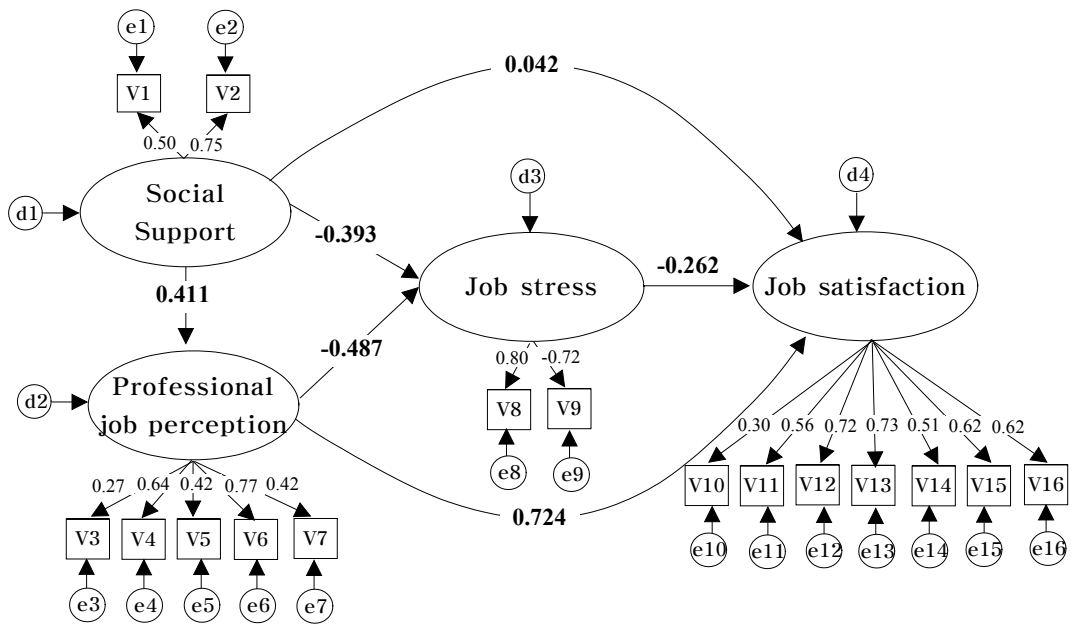 e1 e2
V1 V2
0.50 0.75
0.042
d1
Social
Support
d3
d4
-0.393
0.411
Job stress
-0.262
Job satisfaction
-0.487
d2
Professional
job perception
0.80 -0.72
V8 V9
e8 e9
0.724
0.27 0.64 0.42 0.77 0.42
V3 V4 V5 V6 V7
e3 e4 e5 e6 e7
0.30 0.56 0.72 0.73 0.51 0.62 0.62
V10 V11 V12 V13 V14 V15 V16
e10 e11 e12 e13 e14 e15 e16